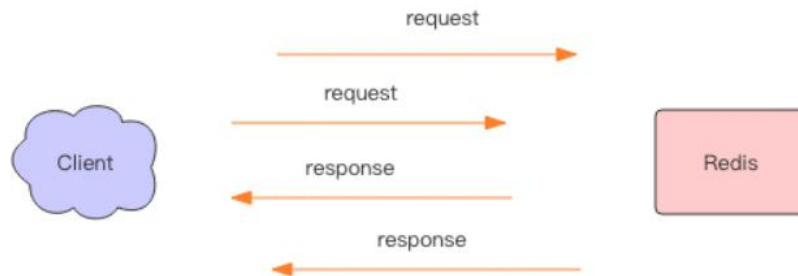 request
request
Client
Redis
response
response